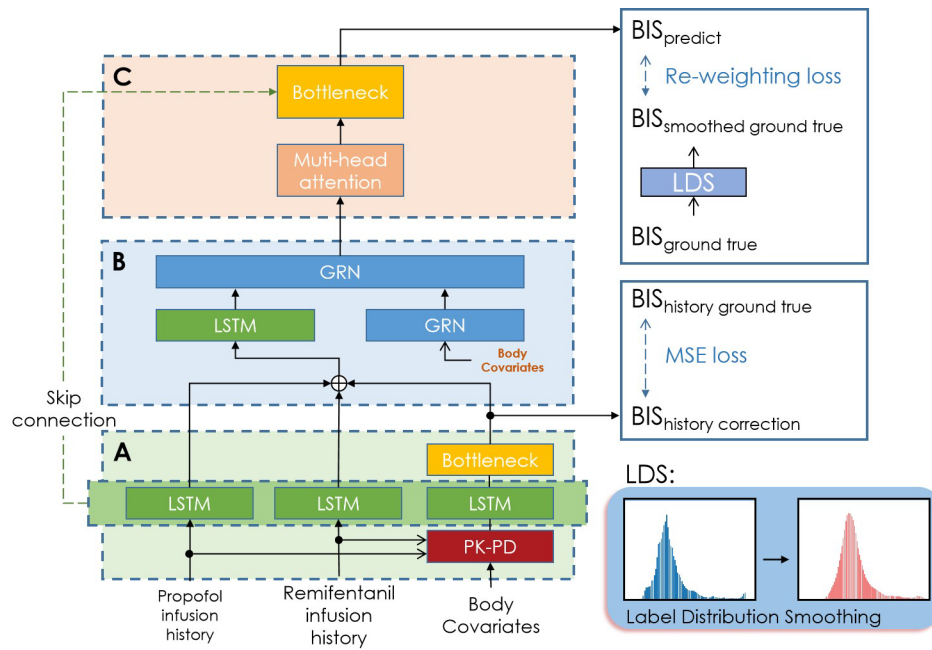 C
Bottleneck
Muti-head
attention
B
GRN
LSTM
GRN
Body
Covariates
Skip
connection
A
Bottleneck
LSTM
LSTM
LSTM
PK-PD
Propofol
infusion
history
Remifentanil
infusion
history
Body
Covariates
BISpredict
Re-weighting loss
BISsmoothed ground true
LDS
BISground true
BIShistory ground true
MSE loss
BIShistory correction
LDS:
Label Distribution Smoothing